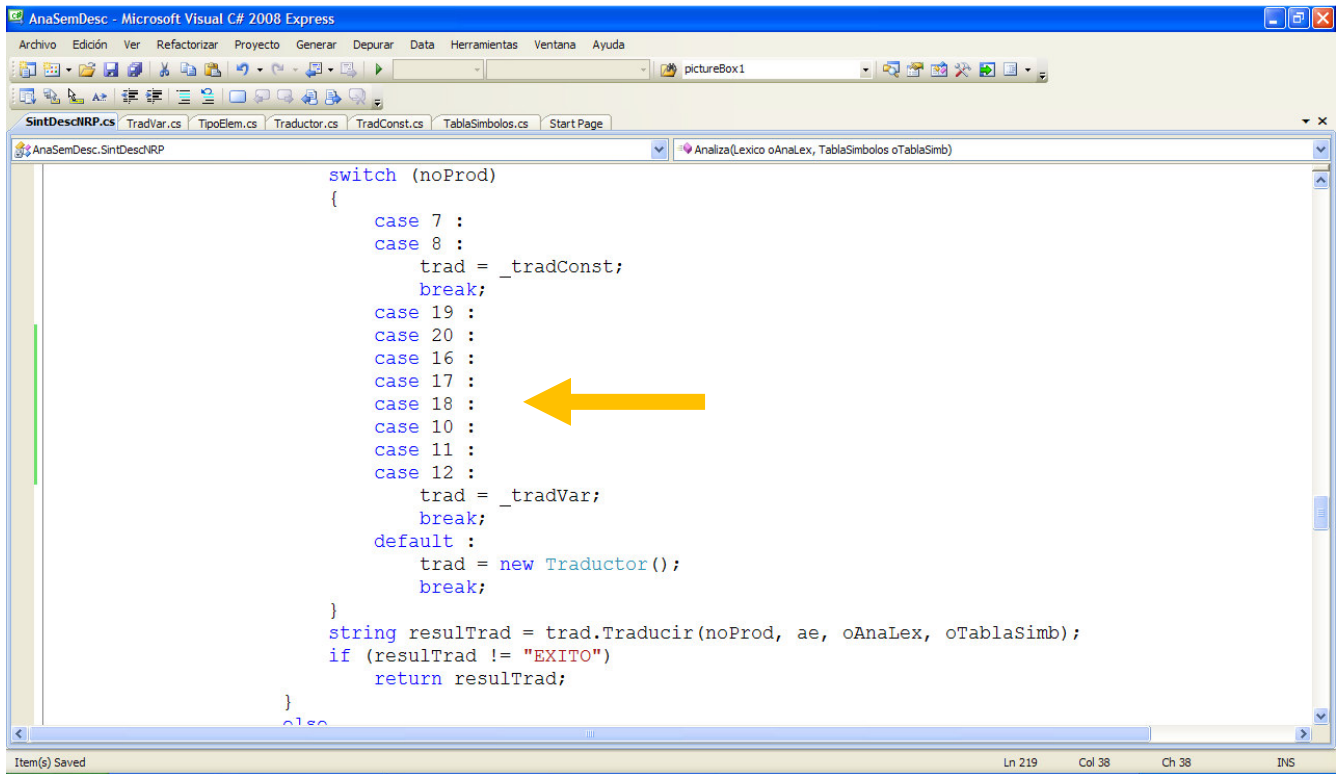 AnaSemDesc - Microsoft Visual C# 2008 Express
Archivo Edición Ver Refactorizar Proyecto Generar Depurar Data Herramientas Ventana Ayuda
pictureBox1
SintDescNRP.cs TradVar.cs TipoElem.cs Traductor.cs TradConst.cs TablaSimbolos.cs Start Page
AnaSemDesc.SintDescNRP Analiza(Lexico oAnaLex, TablaSimbolos oTablaSimb)
switch (noProd)
{
case 7 :
case 8 :
trad = _tradConst;
break;
case 19 :
case 20 :
case 16 :
case 17 :
case 18 :
case 10 :
case 11 :
case 12 :
trad = _tradVar;
break;
default :
trad = new Traductor();
break;
}
string resulTrad = trad.Traducir(noProd, ae, oAnaLex, oTablaSimb);
if (resulTrad != "EXITO")
return resulTrad;
}
else
Item(s) Saved Ln 219 Col 38 Ch 38 INS